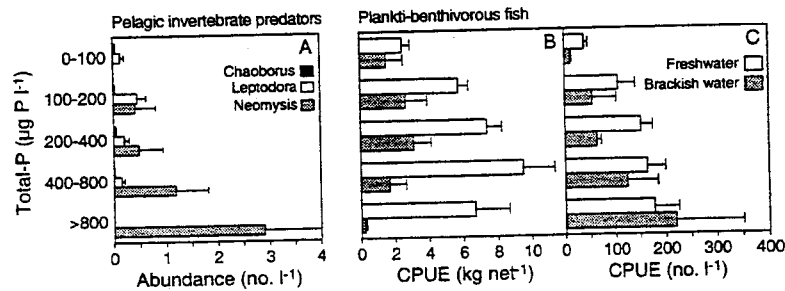 Pelagic invertebrate predators
Plankti-benthivorous fish
A
B
C
Chaoborus
Leptodora
Neomysis
Freshwater
Brackish water
Total-P (µg P l-1)
0-100
100-200
200-400
400-800
>800
0 1 2 3 4
Abundance (no. l-1)
0 2 4 6 8 10
CPUE (kg net-1)
0 100 200 300 400
CPUE (no. l-1)